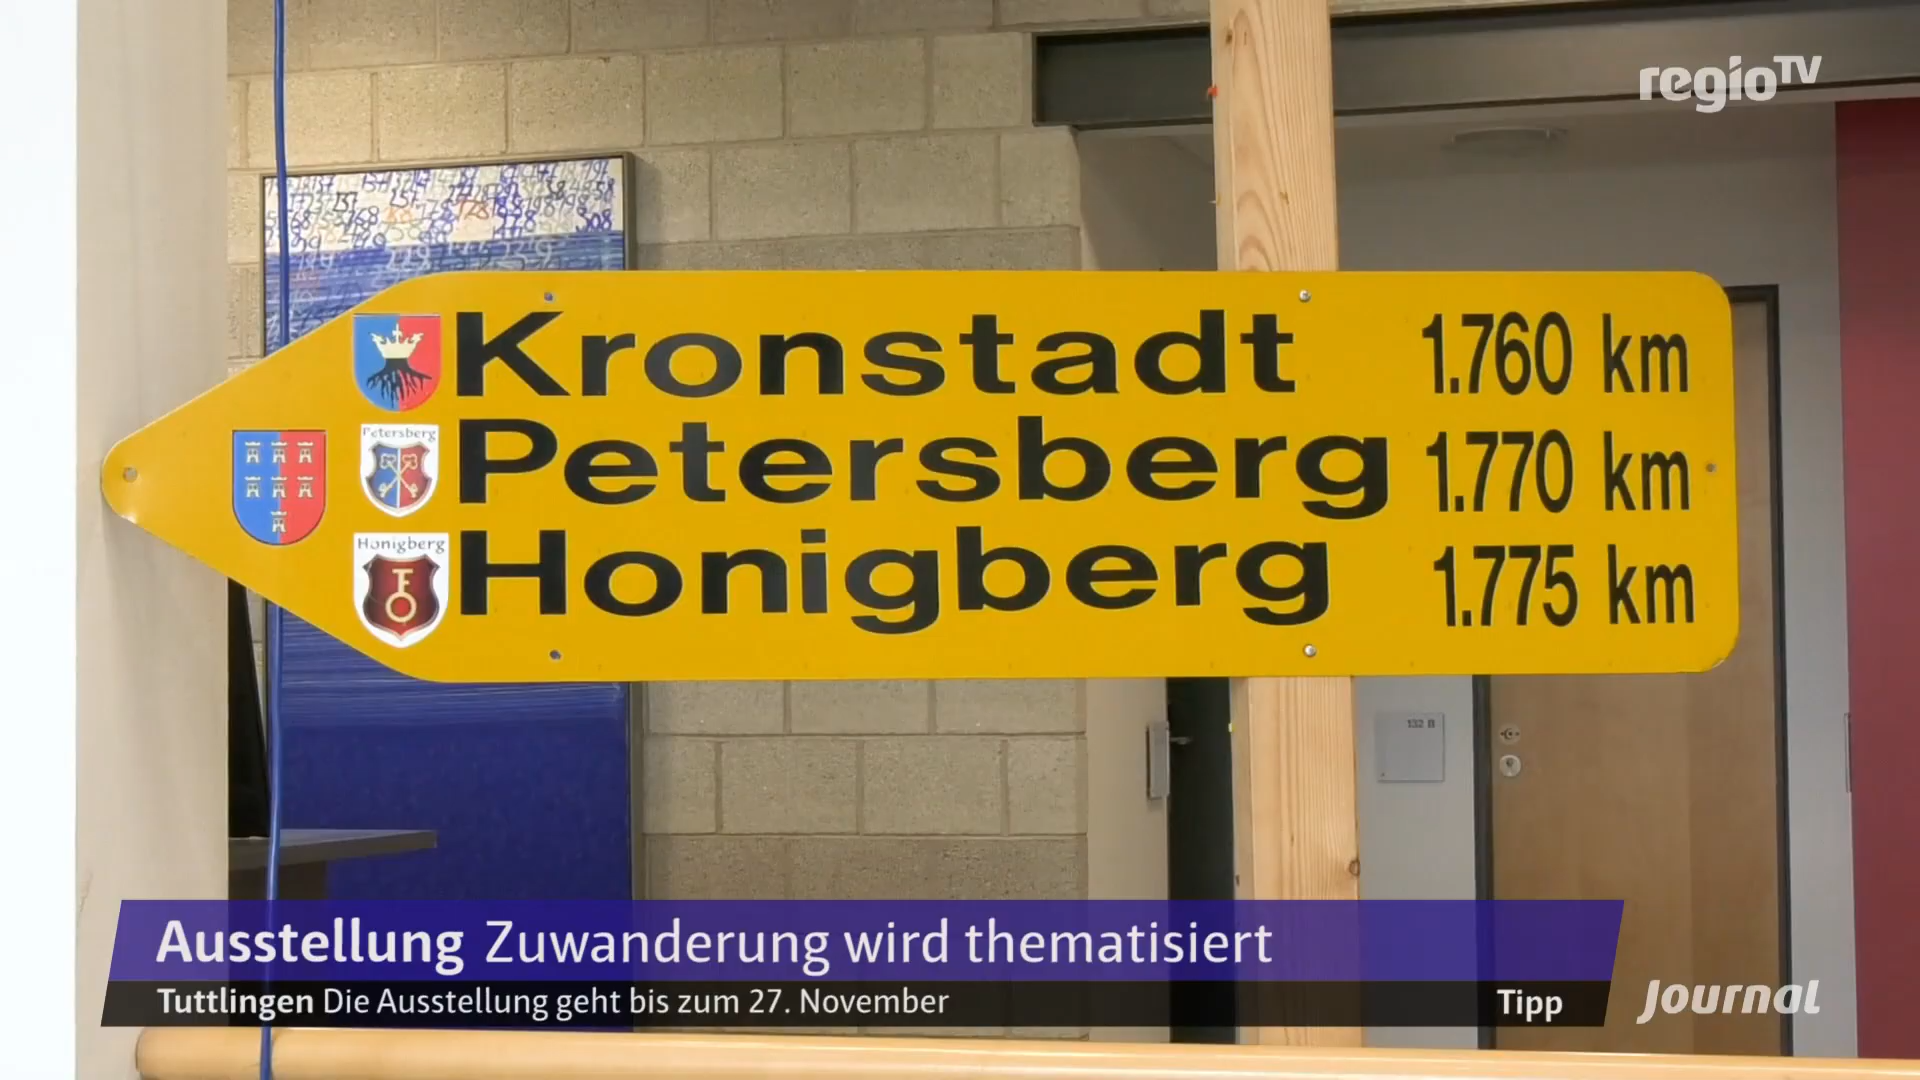 regioTV
Kronstadt 1.760 km
Petersberg
Petersberg 1.770 km
Honigberg
Honigberg 1.775 km
132 B
Ausstellung Zuwanderung wird thematisiert
Tuttlingen Die Ausstellung geht bis zum 27. November Tipp
Journal